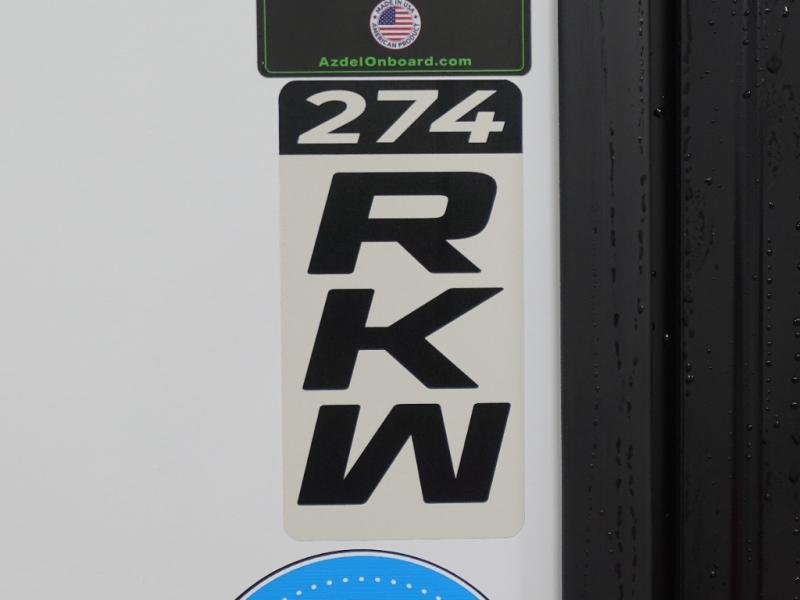 MADE IN USA
AMERICAN PRODUCT
AzdelOnboard.com
274
R
K
W